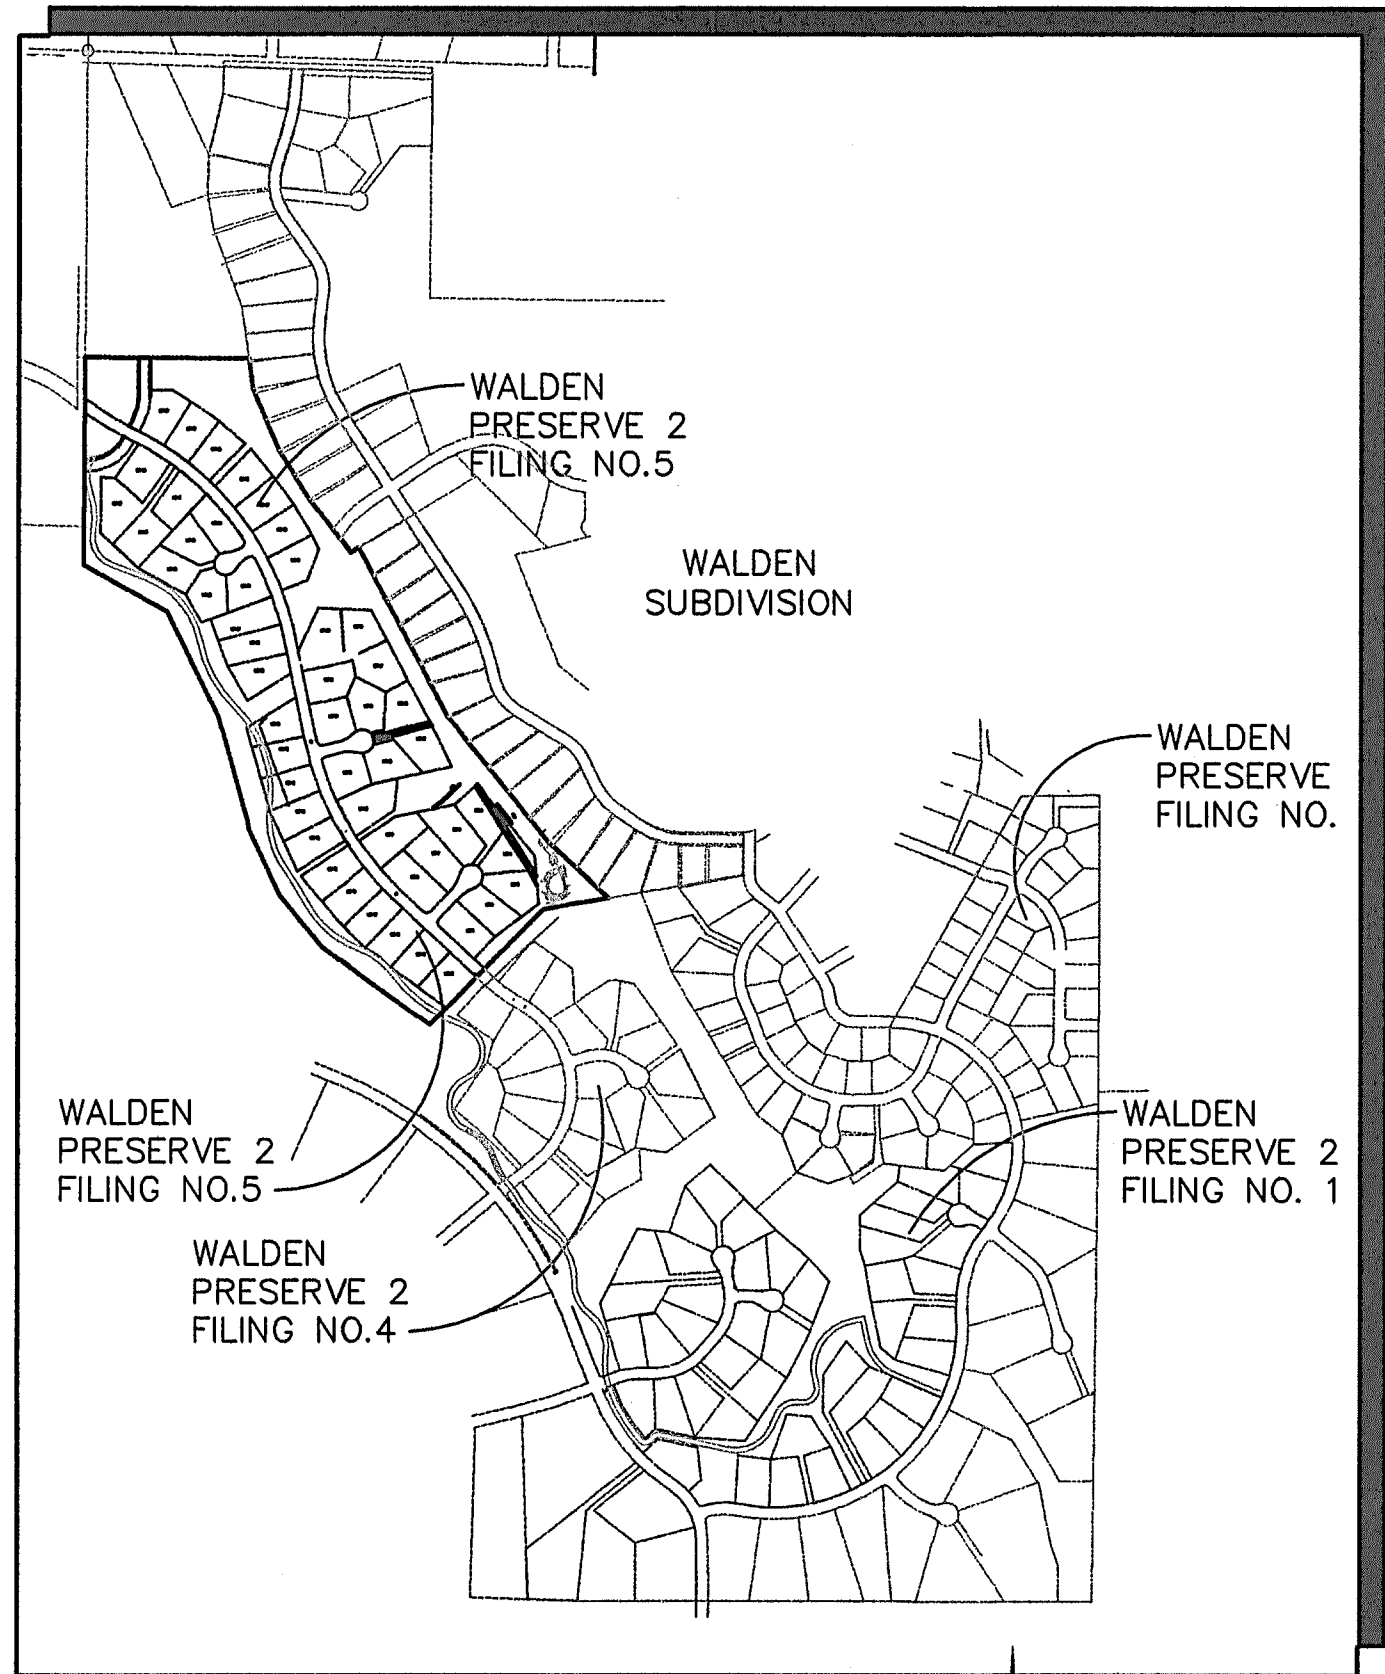 WALDEN
PRESERVE 2
FILING NO.5
WALDEN
SUBDIVISION
WALDEN
PRESERVE
FILING NO.
WALDEN
PRESERVE 2
FILING NO.5
WALDEN
PRESERVE 2
FILING NO. 1
WALDEN
PRESERVE 2
FILING NO.4